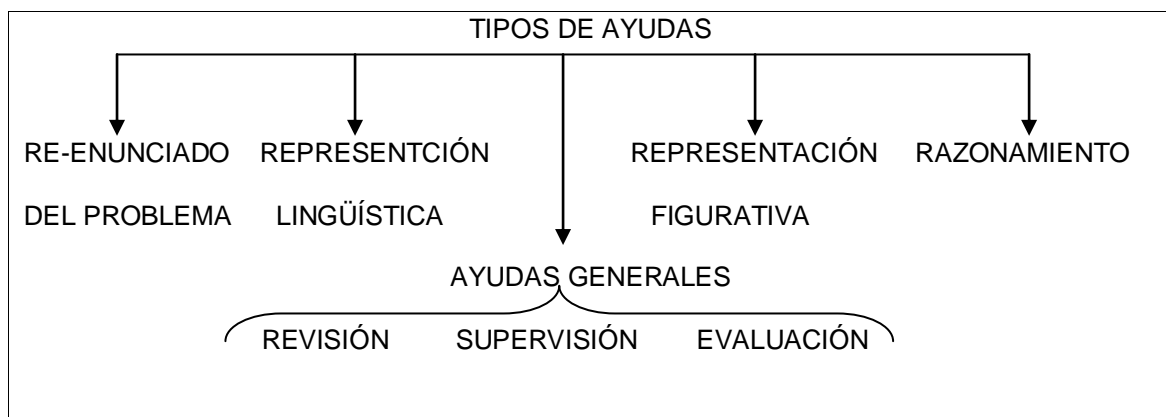 TIPOS DE AYUDAS
RE-ENUNCIADO REPRESENTCIÓN REPRESENTACIÓN RAZONAMIENTO
DEL PROBLEMA LINGÜÍSTICA FIGURATIVA
AYUDAS GENERALES
REVISIÓN SUPERVISIÓN EVALUACIÓN